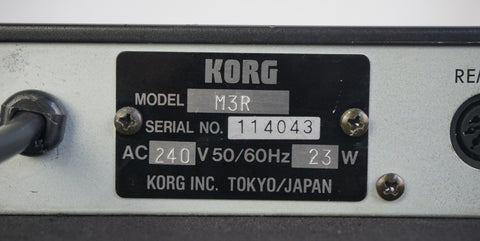 KORG
MODEL M3R
SERIAL NO. 114043
AC 240 V 50/60Hz 23 W
KORG INC. TOKYO/JAPAN